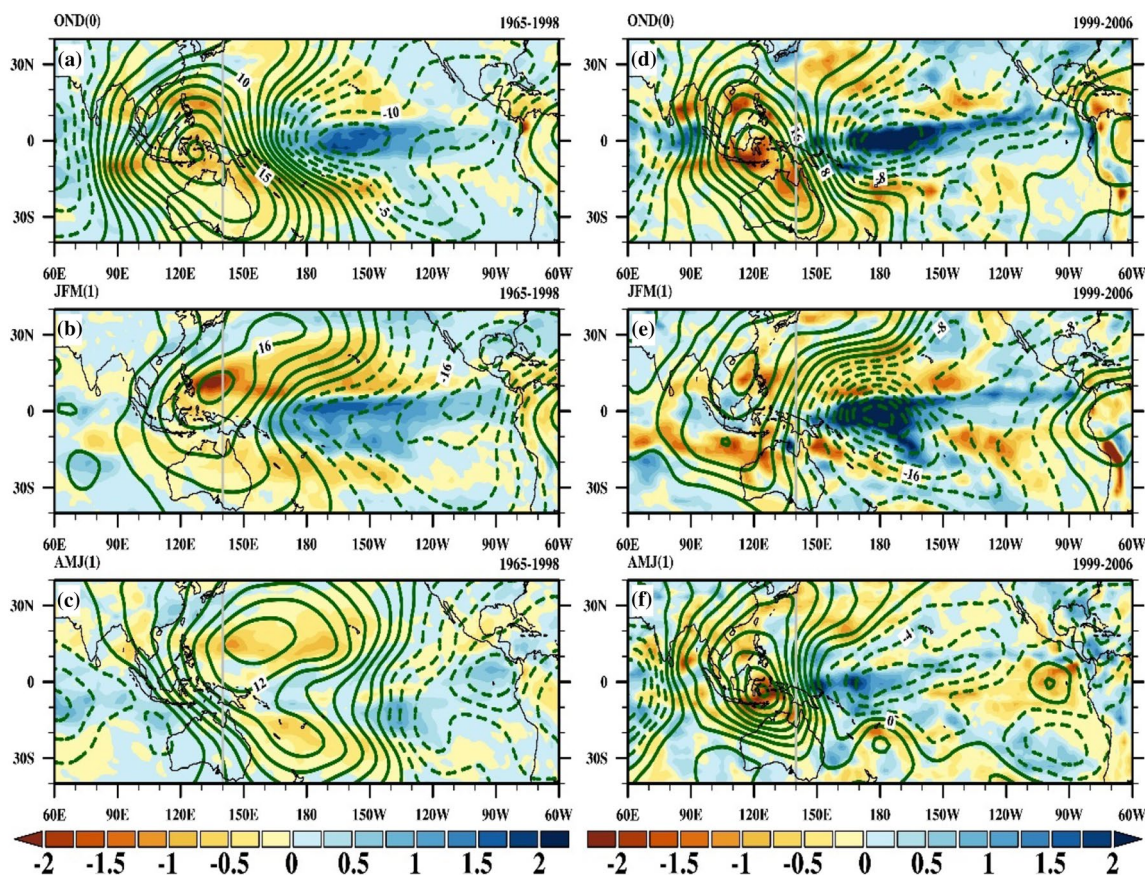 OND(0) 1965-1998
(a)
30N
0
30S
10
-10
15
-5
60E 90E 120E 150E 180 150W 120W 90W 60W
JFM(1) 1965-1998
(b)
30N
0
30S
16
-16
60E 90E 120E 150E 180 150W 120W 90W 60W
AMJ(1) 1965-1998
(c)
30N
0
30S
12
60E 90E 120E 150E 180 150W 120W 90W 60W
-2 -1.5 -1 -0.5 0 0.5 1 1.5 2
OND(0) 1999-2006
(d)
30N
0
30S
8
-8
60E 90E 120E 150E 180 150W 120W 90W 60W
JFM(1) 1999-2006
(e)
30N
0
30S
-8
-8
-16
60E 90E 120E 150E 180 150W 120W 90W 60W
AMJ(1) 1999-2006
(f)
30N
0
30S
-4
0
60E 90E 120E 150E 180 150W 120W 90W 60W
-2 -1.5 -1 -0.5 0 0.5 1 1.5 2